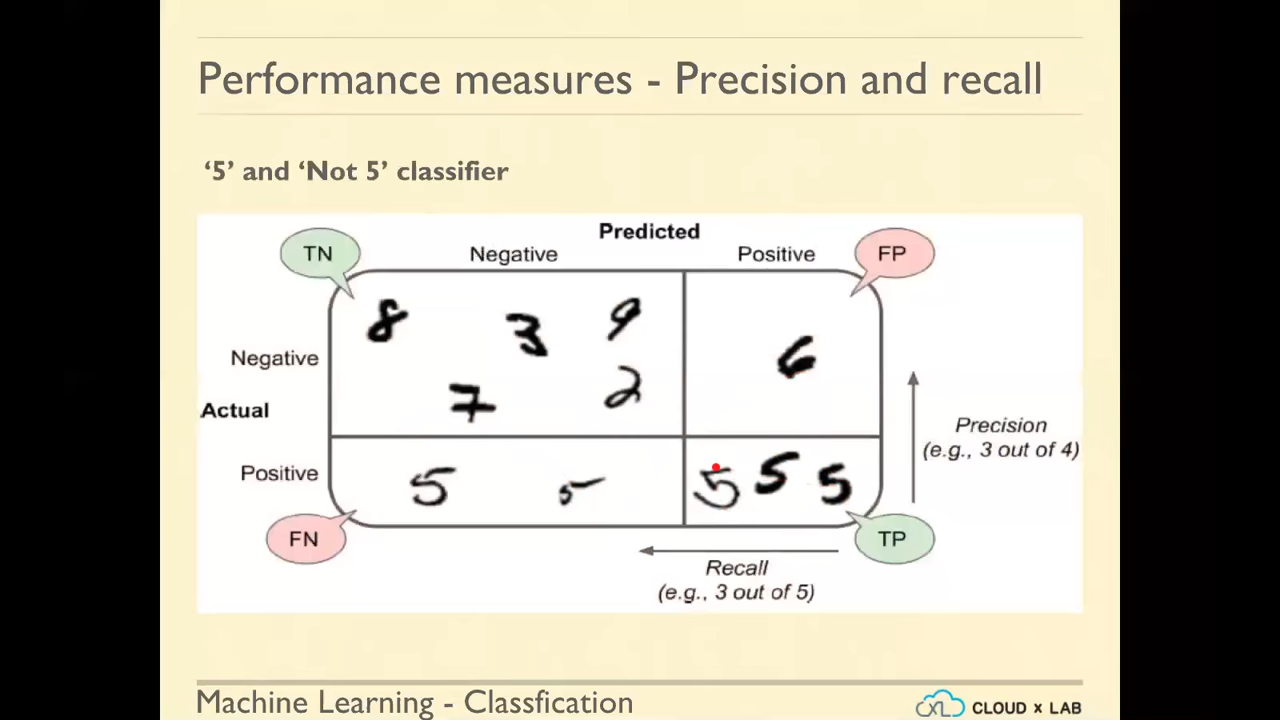 Performance measures - Precision and recall
‘5’ and ‘Not 5’ classifier
Predicted
Negative Positive
TN FP
8 3 9
Negative 6
7 2
Actual
Precision
(e.g., 3 out of 4)
Positive 5 5 5 5 5
FN TP
Recall
(e.g., 3 out of 5)
Machine Learning - Classfication
CXL CLOUD x LAB